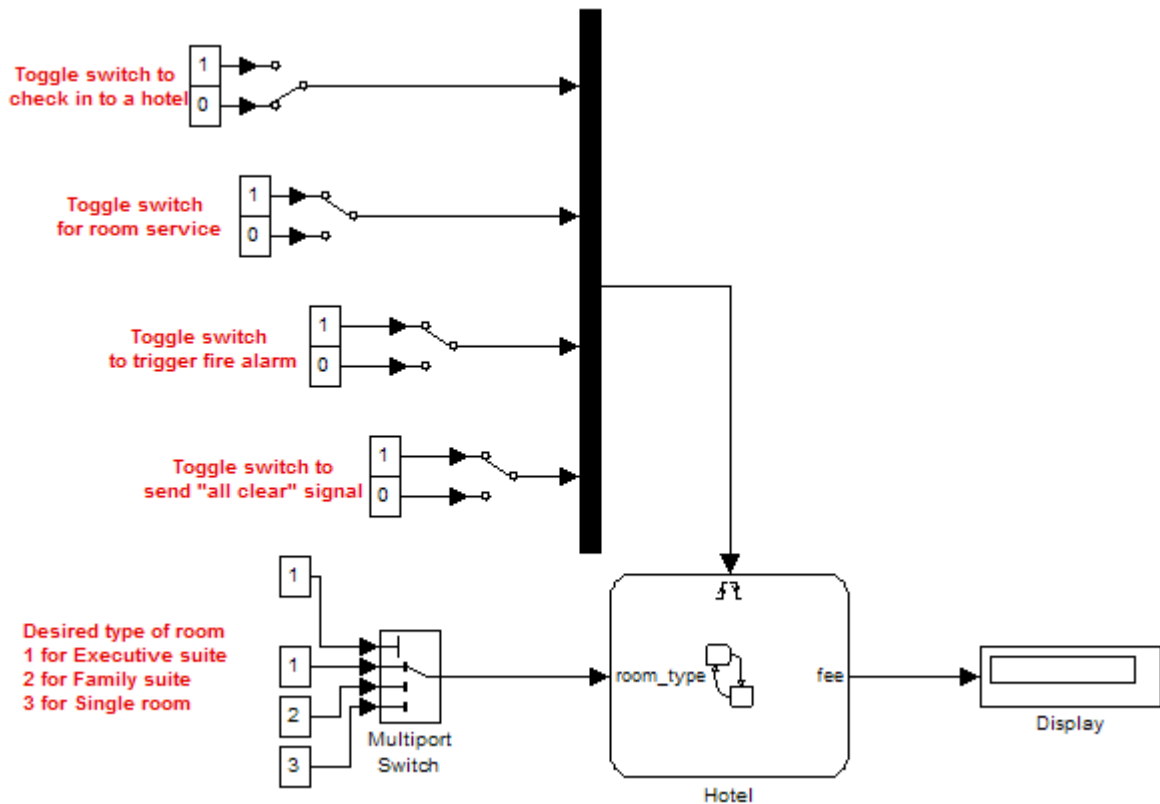 Toggle switch to
check in to a hotel
1
0
Toggle switch
for room service
1
0
Toggle switch
to trigger fire alarm
1
0
Toggle switch to
send "all clear" signal
1
0
Desired type of room
1 for Executive suite
2 for Family suite
3 for Single room
1
1
2
3
Multiport
Switch
room_type
fee
Hotel
Display